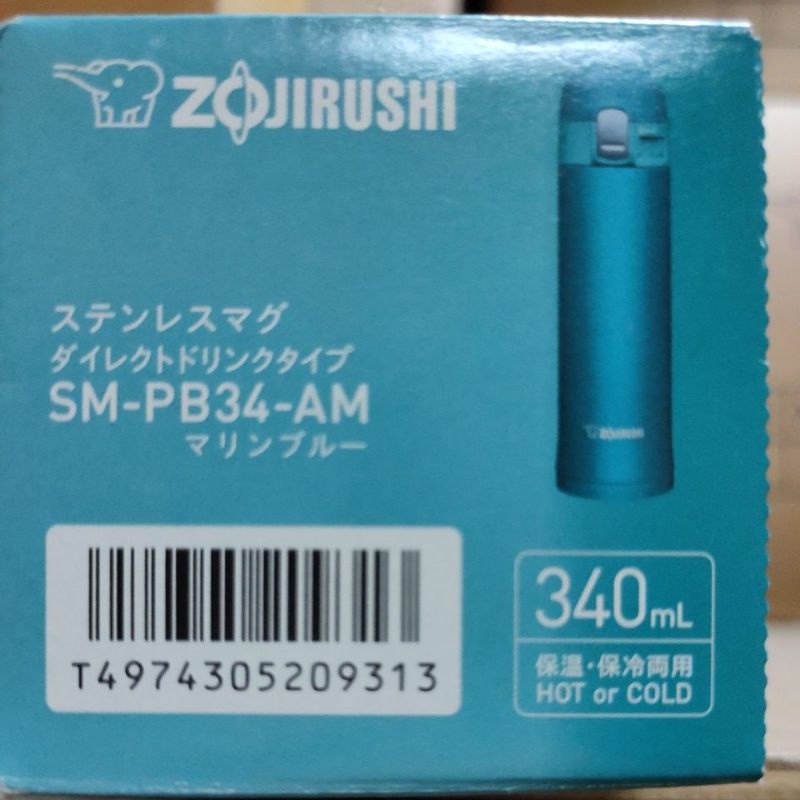 ZOJIRUSHI
ステンレスマグ
ダイレクトドリンクタイプ
SM-PB34-AM
マリンブルー
T4974305209313
ZOJIRUSHI
340mL
保温・保冷両用
HOT or COLD